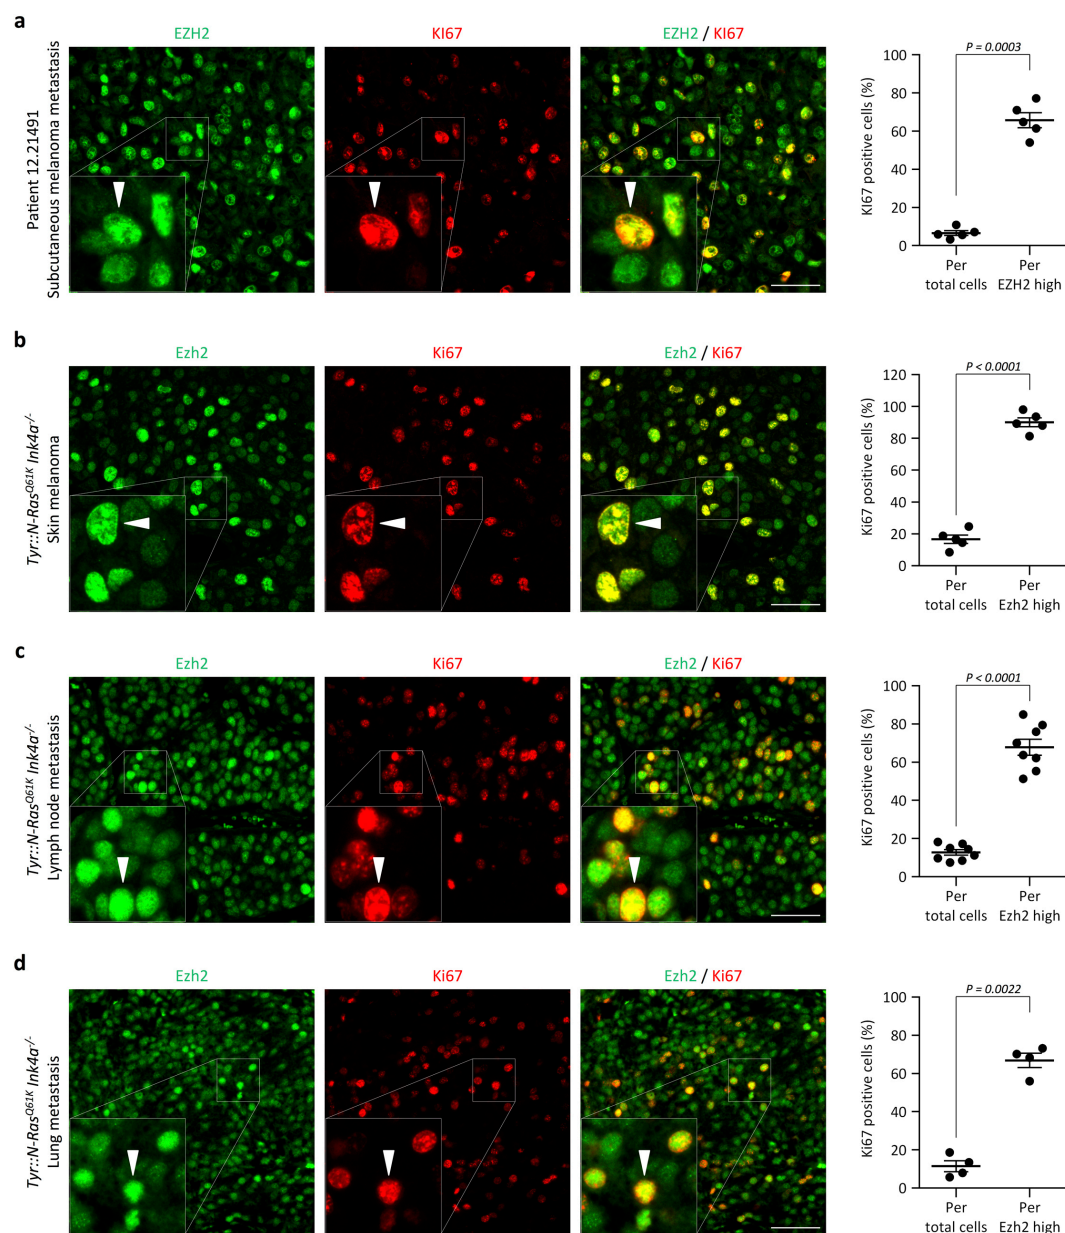 a
EZH2
KI67
EZH2 / KI67
Patient 12.21491
Subcutaneous melanoma metastasis
P = 0.0003
KI67 positive cells (%)
100
80
60
40
20
0
Per
total cells
Per
EZH2 high
b
Ezh2
Ki67
Ezh2 / Ki67
Tyr::N-RasQ61K Ink4a-/-
Skin melanoma
P < 0.0001
Ki67 positive cells (%)
120
100
80
60
40
20
0
Per
total cells
Per
Ezh2 high
c
Ezh2
Ki67
Ezh2 / Ki67
Tyr::N-RasQ61K Ink4a-/-
Lymph node metastasis
P < 0.0001
Ki67 positive cells (%)
100
80
60
40
20
0
Per
total cells
Per
Ezh2 high
d
Ezh2
Ki67
Ezh2 / Ki67
Tyr::N-RasQ61K Ink4a-/-
Lung metastasis
P = 0.0022
Ki67 positive cells (%)
100
80
60
40
20
0
Per
total cells
Per
Ezh2 high